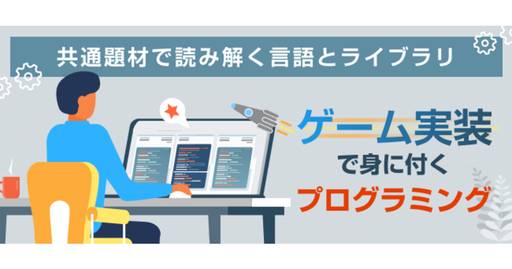 共通題材で読み解く言語とライブラリ
ゲーム実装
で身に付く
プログラミング